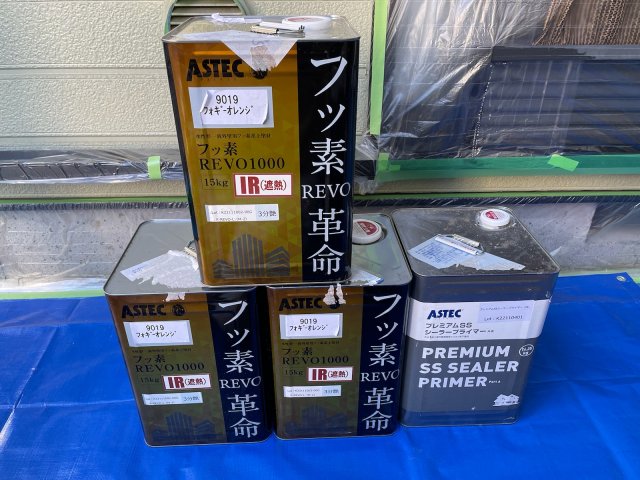 ASTEC
9019
フォギーオレンジ
フッ素
REVO1000
15kg
IR(遮熱)
3分艶
フッ素
REVO
革命
ASTEC
9019
フォギーオレンジ
フッ素
REVO1000
15kg
IR(遮熱)
3分艶
フッ素
REVO
革命
ASTEC
9019
フォギーオレンジ
フッ素
REVO1000
15kg
IR(遮熱)
3分艶
フッ素
REVO
革命
ASTEC
プレミアムSS
シーラープライマー
PREMIUM
SS SEALER
PRIMER